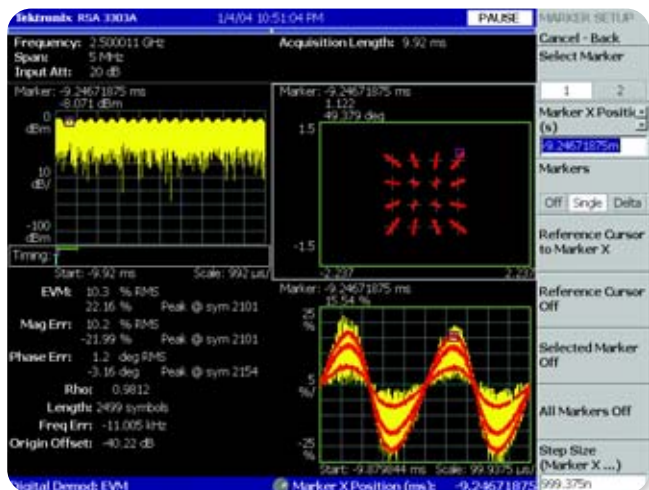 Tektronix RSA 3303A 1/4/04 10:51:04 PM PAUSE MARKER SETUP
Frequency: 2.500011 GHz Acquisition Length: 9.92 ms
Span: 5 MHz
Input Att: 20 dB
Cancel - Back
Select Marker
1 2
Marker X Positi
(s)
-9.24671875m
Markers
Off Single Delta
Reference Cursor
to Marker X
Reference Cursor
Off
Selected Marker
Off
All Markers Off
Step Size
(Marker X ...)
999.375n
Marker: -9.24671875 ms
-8.071 dBm
0
dBm
10
dB/
-100
dBm
Timing:
Start: -9.92 ms Scale: 992 µs/
Marker: -9.24671875 ms
1.122
49.379 deg
1.5
-1.5
-2.237 2.237
EVM: 10.3 % RMS
22.16 % Peak @ sym 2101
Mag Err: 10.2 % RMS
-21.99 % Peak @ sym 2101
Phase Err: 1.2 deg RMS
-3.16 deg Peak @ sym 2154
Rho: 0.9812
Length: 2499 symbols
Freq Err: -11.005 kHz
Origin Offset: -40.22 dB
Marker: -9.24671875 ms
15.54 %
25
%
5
%/
-25
%
Start: -9.879844 ms Scale: 99.9375 µs/
Digital Demod: EVM Marker X Position (ms): -9.24671875